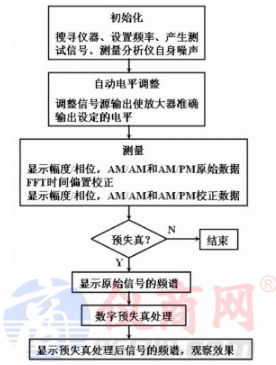 初始化
搜寻仪器、设置频率、产生测
试信号、测量分析仪自身噪声
自动电平调整
调整信号源输出使放大器准确
输出设定的电平
测量
显示幅度/相位，AM/AM和AM/PM原始数据
FFT时间偏置校正
显示幅度/相位，AM/AM和AM/PM校正数据
预失真？
N
结束
Y
显示原始信号的频谱
数字预失真处理
显示预失真处理后信号的频谱，观察效果
仪商网®